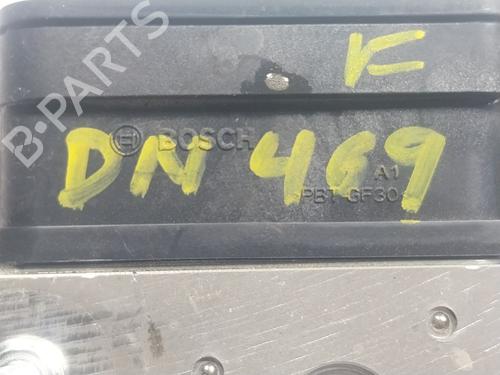 K
BOSCH
DN 469
A1
PBT-GF30
B-PARTS